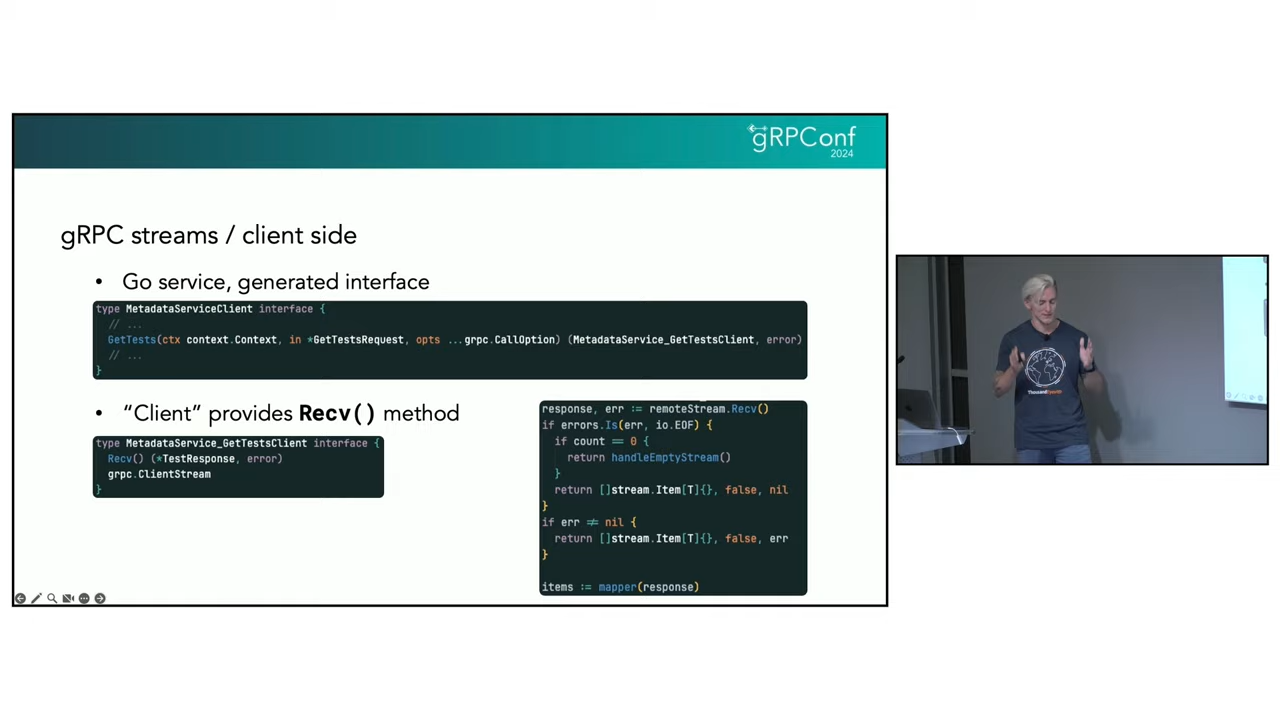 gRPConf
2024
gRPC streams / client side
• Go service, generated interface
type MetadataServiceClient interface {
// ...
GetTests(ctx context.Context, in *GetTestsRequest, opts ...grpc.CallOption) (MetadataService_GetTestsClient, error)
// ...
}
• “Client” provides Recv() method
type MetadataService_GetTestsClient interface {
Recv() (*TestResponse, error)
grpc.ClientStream
}
response, err := remoteStream.Recv()
if errors.Is(err, io.EOF) {
if count == 0 {
return handleEmptyStream()
}
return []stream.Item[T]{}, false, nil
}
if err ≠ nil {
return []stream.Item[T]{}, false, err
}
items := mapper(response)
ThousandEyes